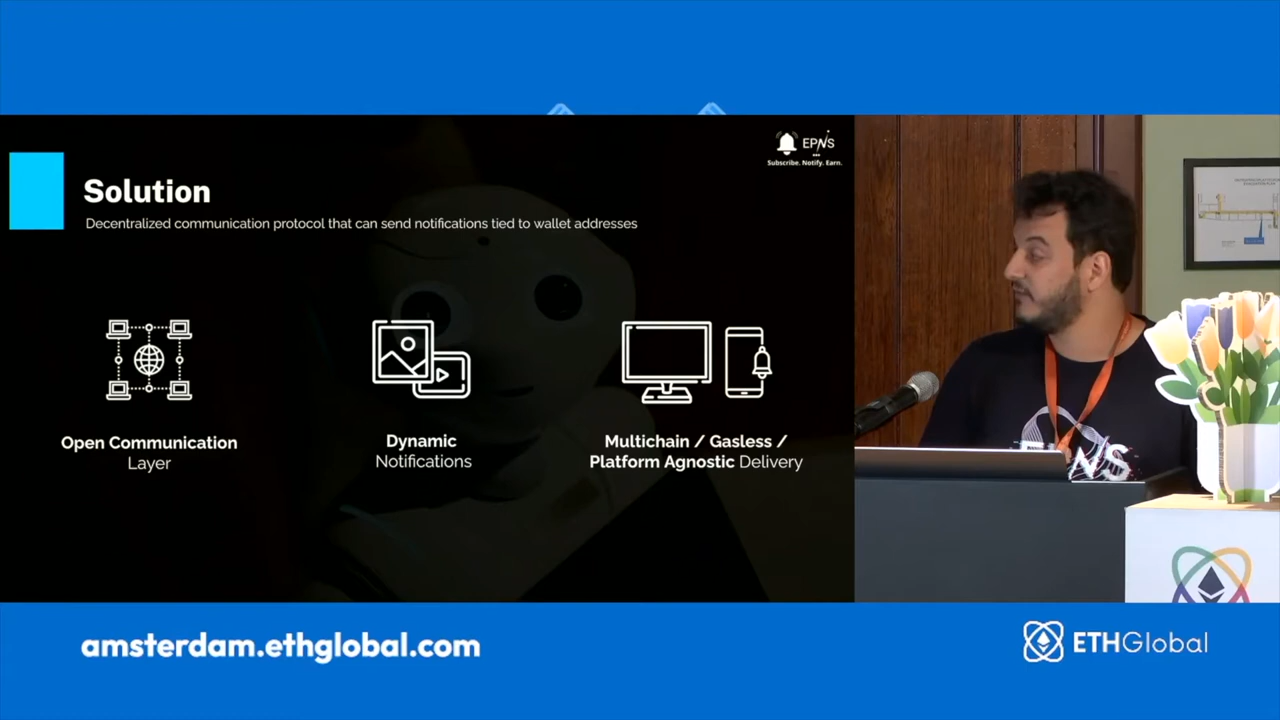 EPNS
Subscribe. Notify. Earn.
Solution
Decentralized communication protocol that can send notifications tied to wallet addresses
Open Communication
Layer
Dynamic
Notifications
Multichain / Gasless /
Platform Agnostic Delivery
NS
amsterdam.ethglobal.com
ETHGlobal